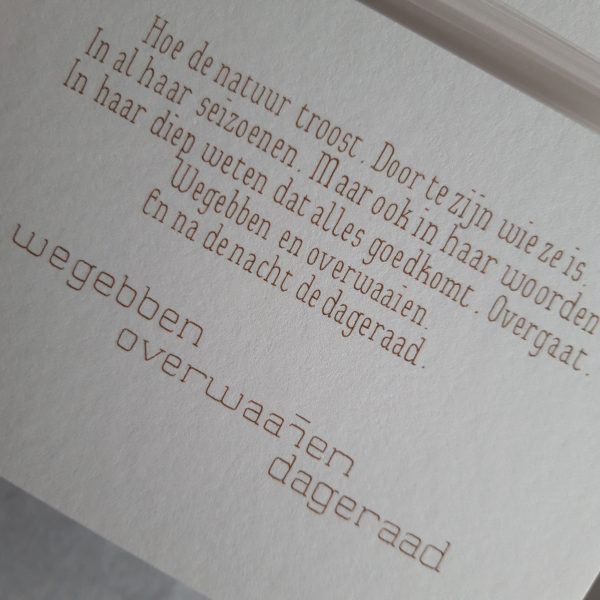 Hoe de natuur troost. Door te zijn wie ze is.
In al haar seizoenen. Maar ook in haar woorden
In haar diep weten dat alles goedkomt. Overgaat.
Wegebben en overwaaien.
En na de nacht de dageraad.
wegebben
overwaaien
dageraad